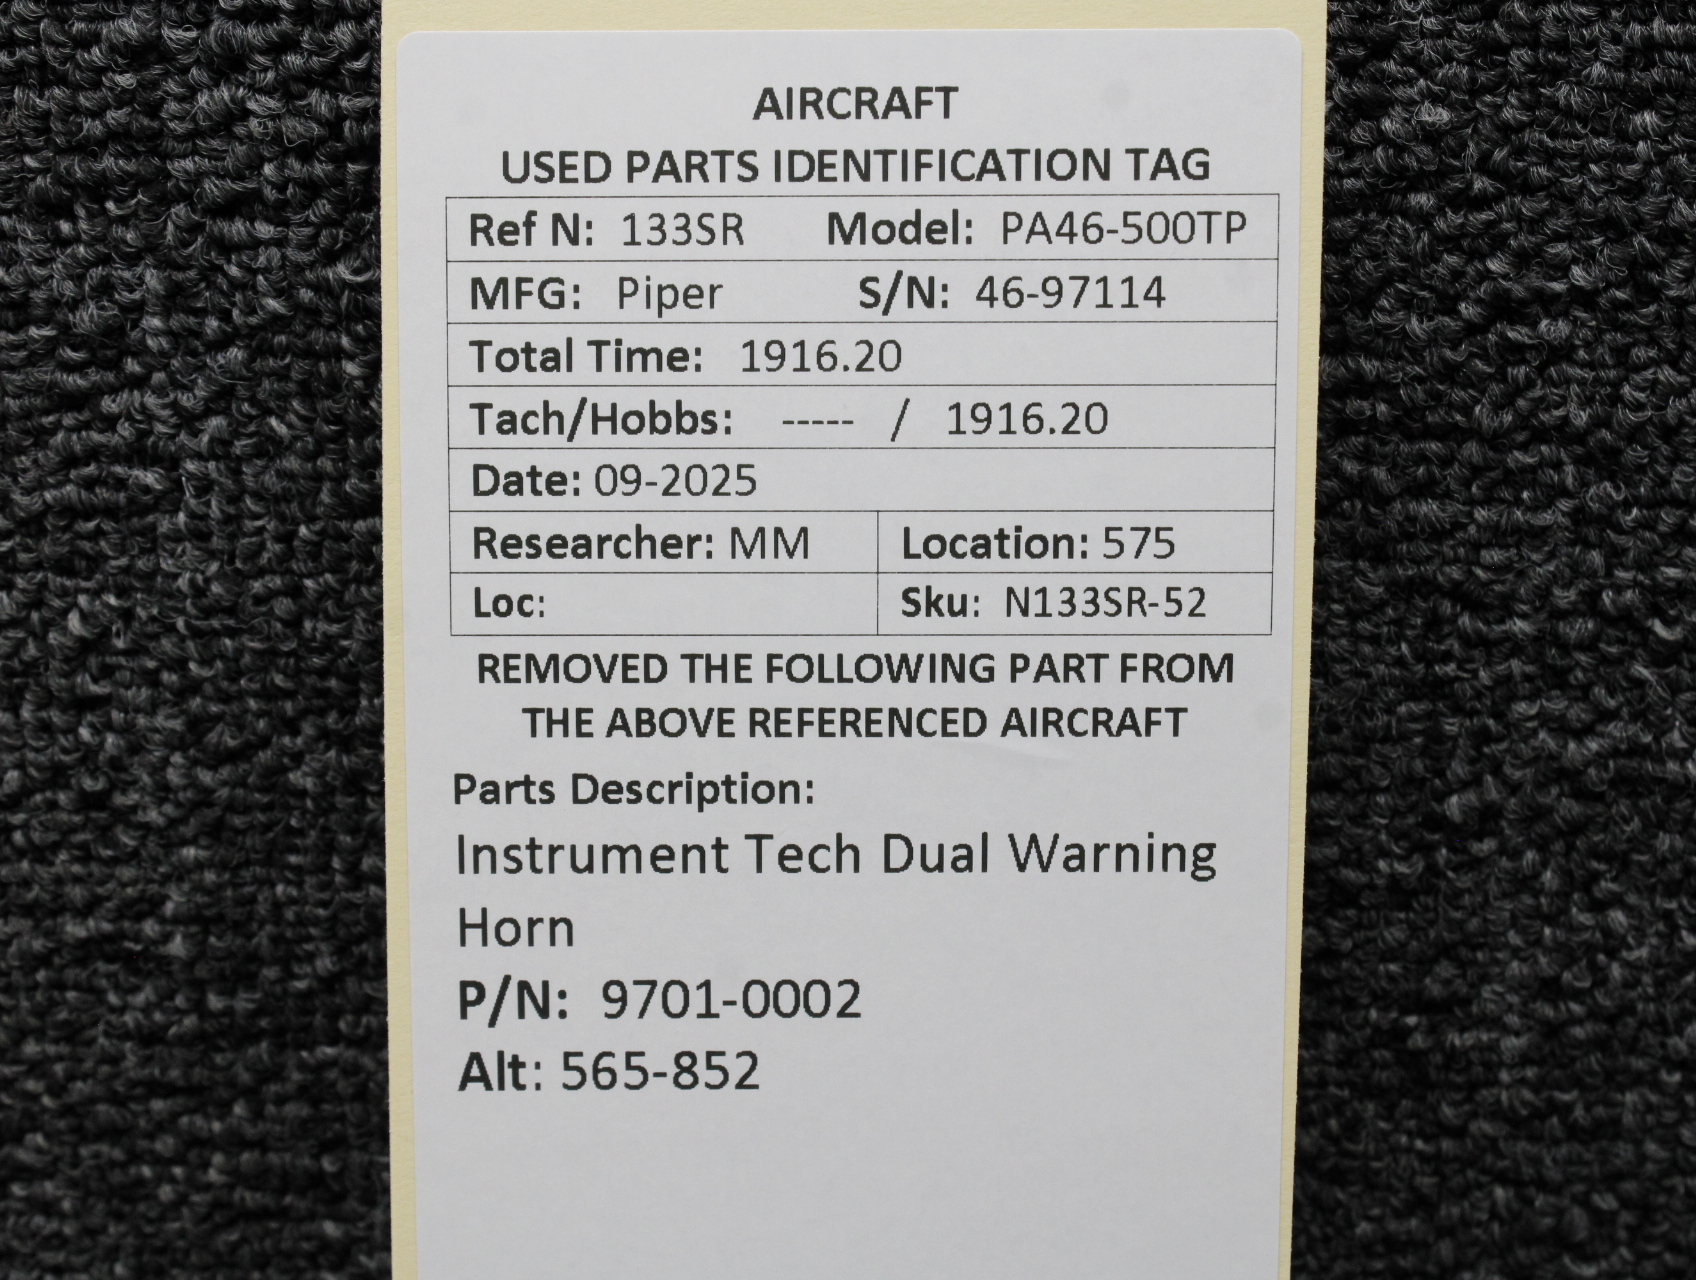 AIRCRAFT
USED PARTS IDENTIFICATION TAG
Ref N: 133SR Model: PA46-500TP
MFG: Piper S/N: 46-97114
Total Time: 1916.20
Tach/Hobbs: ----- / 1916.20
Date: 09-2025
Researcher: MM Location: 575
Loc: Sku: N133SR-52
REMOVED THE FOLLOWING PART FROM
THE ABOVE REFERENCED AIRCRAFT
Parts Description:
Instrument Tech Dual Warning
Horn
P/N: 9701-0002
Alt: 565-852